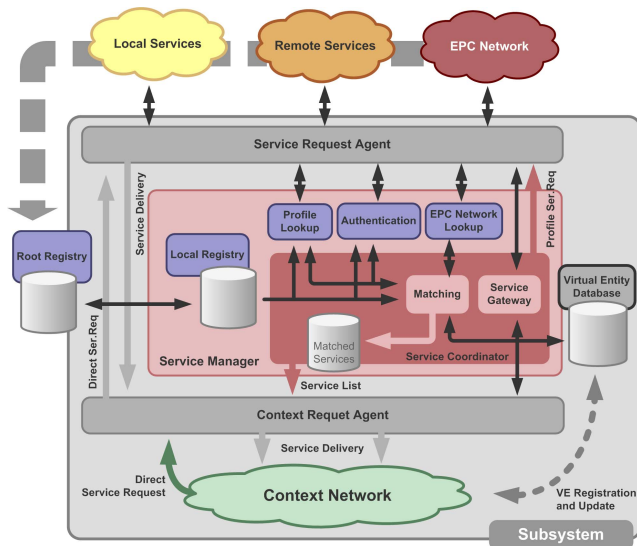 Local Services
Remote Services
EPC Network
Service Request Agent
Service Delivery
Profile Ser.Req
Profile
Lookup
Authentication
EPC Network
Lookup
Root Registry
Local Registry
Virtual Entity
Database
Matching
Service
Gateway
Direct Ser.Req
Matched
Services
Service Manager
Service Coordinator
Service List
Context Requet Agent
Service Delivery
Direct
Service Request
Context Network
VE Registration
and Update
Subsystem